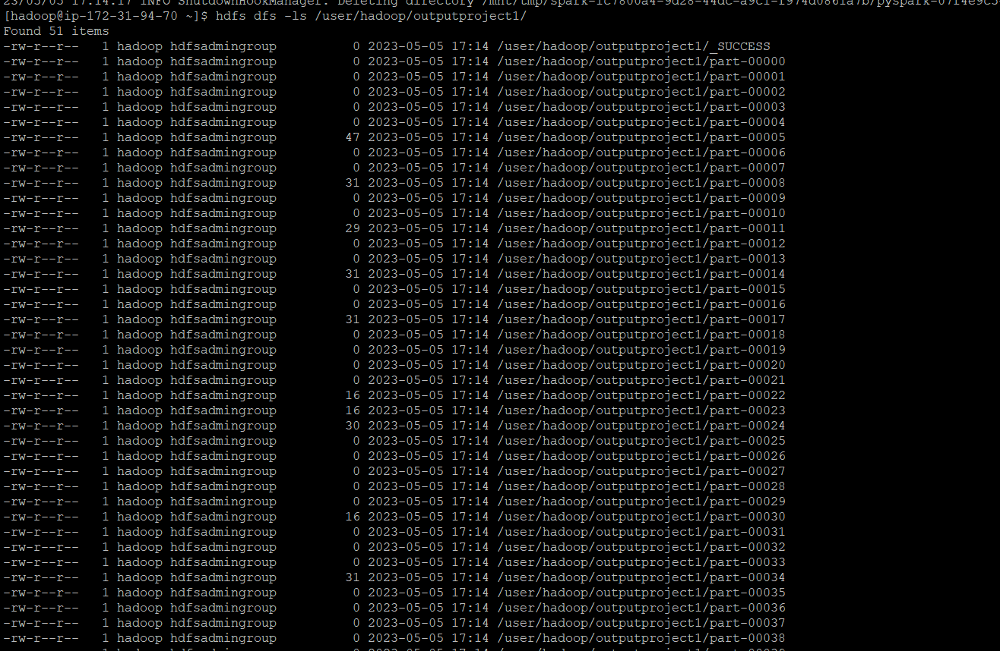 23/05/05 17:14:17 INFO ShutdownHookManager: Deleting directory
[hadoop@ip-172-31-94-70 ~]$ hdfs dfs -ls /user/hadoop/outputproject1/
Found 51 items
-rw-r--r-- 1 hadoop hdfsadmingroup 0 2023-05-05 17:14 /user/hadoop/outputproject1/_SUCCESS
-rw-r--r-- 1 hadoop hdfsadmingroup 0 2023-05-05 17:14 /user/hadoop/outputproject1/part-00000
-rw-r--r-- 1 hadoop hdfsadmingroup 0 2023-05-05 17:14 /user/hadoop/outputproject1/part-00001
-rw-r--r-- 1 hadoop hdfsadmingroup 0 2023-05-05 17:14 /user/hadoop/outputproject1/part-00002
-rw-r--r-- 1 hadoop hdfsadmingroup 0 2023-05-05 17:14 /user/hadoop/outputproject1/part-00003
-rw-r--r-- 1 hadoop hdfsadmingroup 0 2023-05-05 17:14 /user/hadoop/outputproject1/part-00004
-rw-r--r-- 1 hadoop hdfsadmingroup 47 2023-05-05 17:14 /user/hadoop/outputproject1/part-00005
-rw-r--r-- 1 hadoop hdfsadmingroup 0 2023-05-05 17:14 /user/hadoop/outputproject1/part-00006
-rw-r--r-- 1 hadoop hdfsadmingroup 0 2023-05-05 17:14 /user/hadoop/outputproject1/part-00007
-rw-r--r-- 1 hadoop hdfsadmingroup 31 2023-05-05 17:14 /user/hadoop/outputproject1/part-00008
-rw-r--r-- 1 hadoop hdfsadmingroup 0 2023-05-05 17:14 /user/hadoop/outputproject1/part-00009
-rw-r--r-- 1 hadoop hdfsadmingroup 0 2023-05-05 17:14 /user/hadoop/outputproject1/part-00010
-rw-r--r-- 1 hadoop hdfsadmingroup 29 2023-05-05 17:14 /user/hadoop/outputproject1/part-00011
-rw-r--r-- 1 hadoop hdfsadmingroup 0 2023-05-05 17:14 /user/hadoop/outputproject1/part-00012
-rw-r--r-- 1 hadoop hdfsadmingroup 0 2023-05-05 17:14 /user/hadoop/outputproject1/part-00013
-rw-r--r-- 1 hadoop hdfsadmingroup 31 2023-05-05 17:14 /user/hadoop/outputproject1/part-00014
-rw-r--r-- 1 hadoop hdfsadmingroup 0 2023-05-05 17:14 /user/hadoop/outputproject1/part-00015
-rw-r--r-- 1 hadoop hdfsadmingroup 0 2023-05-05 17:14 /user/hadoop/outputproject1/part-00016
-rw-r--r-- 1 hadoop hdfsadmingroup 31 2023-05-05 17:14 /user/hadoop/outputproject1/part-00017
-rw-r--r-- 1 hadoop hdfsadmingroup 0 2023-05-05 17:14 /user/hadoop/outputproject1/part-00018
-rw-r--r-- 1 hadoop hdfsadmingroup 0 2023-05-05 17:14 /user/hadoop/outputproject1/part-00019
-rw-r--r-- 1 hadoop hdfsadmingroup 0 2023-05-05 17:14 /user/hadoop/outputproject1/part-00020
-rw-r--r-- 1 hadoop hdfsadmingroup 0 2023-05-05 17:14 /user/hadoop/outputproject1/part-00021
-rw-r--r-- 1 hadoop hdfsadmingroup 16 2023-05-05 17:14 /user/hadoop/outputproject1/part-00022
-rw-r--r-- 1 hadoop hdfsadmingroup 16 2023-05-05 17:14 /user/hadoop/outputproject1/part-00023
-rw-r--r-- 1 hadoop hdfsadmingroup 30 2023-05-05 17:14 /user/hadoop/outputproject1/part-00024
-rw-r--r-- 1 hadoop hdfsadmingroup 0 2023-05-05 17:14 /user/hadoop/outputproject1/part-00025
-rw-r--r-- 1 hadoop hdfsadmingroup 0 2023-05-05 17:14 /user/hadoop/outputproject1/part-00026
-rw-r--r-- 1 hadoop hdfsadmingroup 0 2023-05-05 17:14 /user/hadoop/outputproject1/part-00027
-rw-r--r-- 1 hadoop hdfsadmingroup 0 2023-05-05 17:14 /user/hadoop/outputproject1/part-00028
-rw-r--r-- 1 hadoop hdfsadmingroup 0 2023-05-05 17:14 /user/hadoop/outputproject1/part-00029
-rw-r--r-- 1 hadoop hdfsadmingroup 16 2023-05-05 17:14 /user/hadoop/outputproject1/part-00030
-rw-r--r-- 1 hadoop hdfsadmingroup 0 2023-05-05 17:14 /user/hadoop/outputproject1/part-00031
-rw-r--r-- 1 hadoop hdfsadmingroup 0 2023-05-05 17:14 /user/hadoop/outputproject1/part-00032
-rw-r--r-- 1 hadoop hdfsadmingroup 0 2023-05-05 17:14 /user/hadoop/outputproject1/part-00033
-rw-r--r-- 1 hadoop hdfsadmingroup 31 2023-05-05 17:14 /user/hadoop/outputproject1/part-00034
-rw-r--r-- 1 hadoop hdfsadmingroup 0 2023-05-05 17:14 /user/hadoop/outputproject1/part-00035
-rw-r--r-- 1 hadoop hdfsadmingroup 0 2023-05-05 17:14 /user/hadoop/outputproject1/part-00036
-rw-r--r-- 1 hadoop hdfsadmingroup 0 2023-05-05 17:14 /user/hadoop/outputproject1/part-00037
-rw-r--r-- 1 hadoop hdfsadmingroup 0 2023-05-05 17:14 /user/hadoop/outputproject1/part-00038